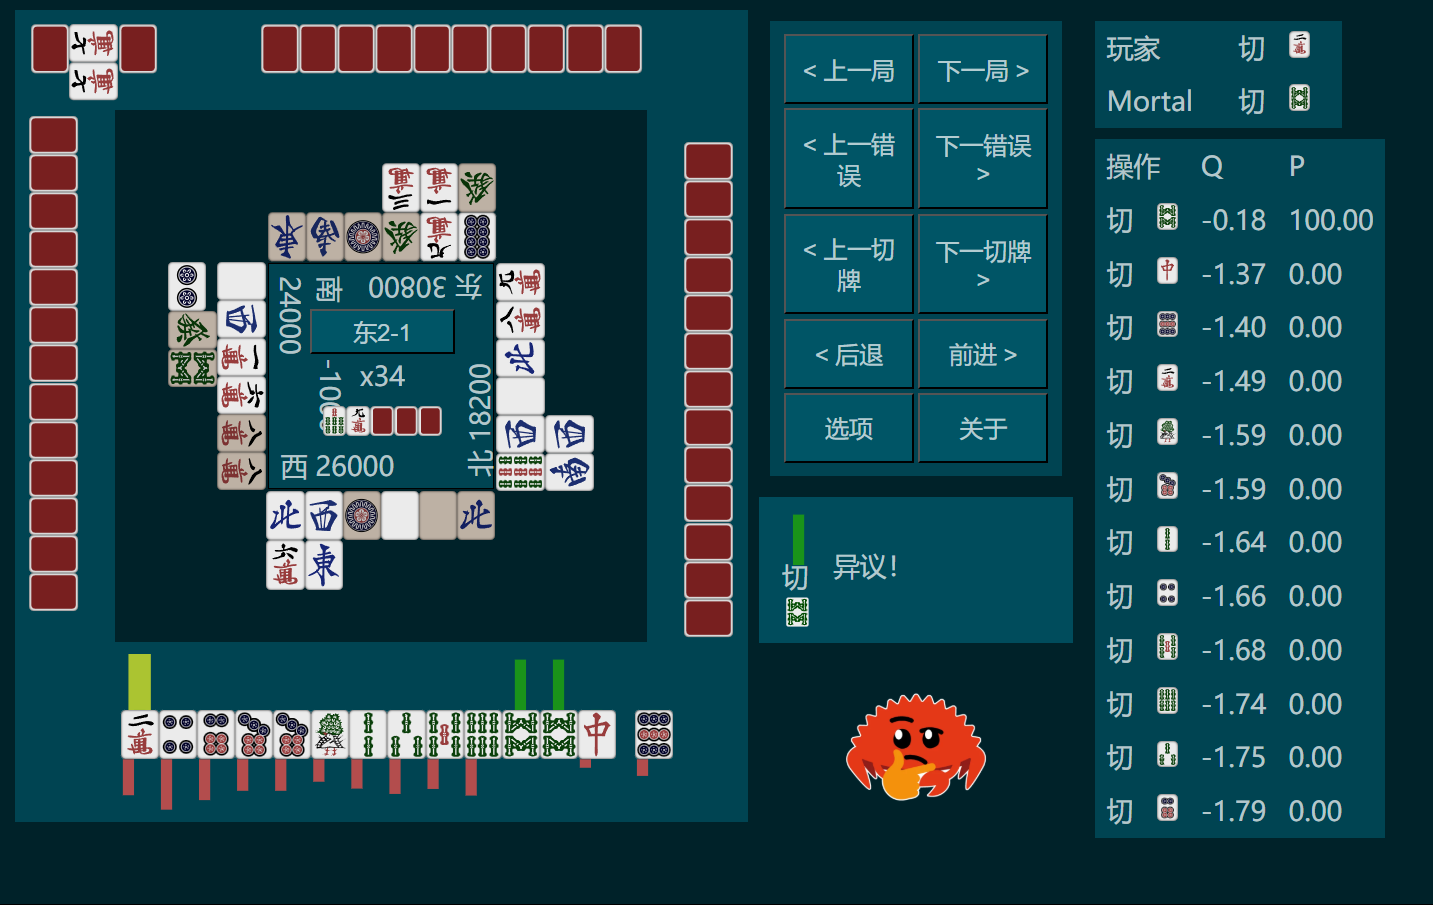 < 上一局
下一局 >
< 上一错误
下一错误 >
< 上一切牌
下一切牌 >
< 后退
前进 >
选项
关于
玩家 切
Mortal 切
操作 Q P
切 -0.18 100.00
切 -1.37 0.00
切 -1.40 0.00
切 -1.49 0.00
切 -1.59 0.00
切 -1.59 0.00
切 -1.64 0.00
切 -1.66 0.00
切 -1.68 0.00
切 -1.74 0.00
切 -1.75 0.00
切 -1.79 0.00
切 异议!
东 30800
南 24000
东2-1
x34
北 18200
西 26000